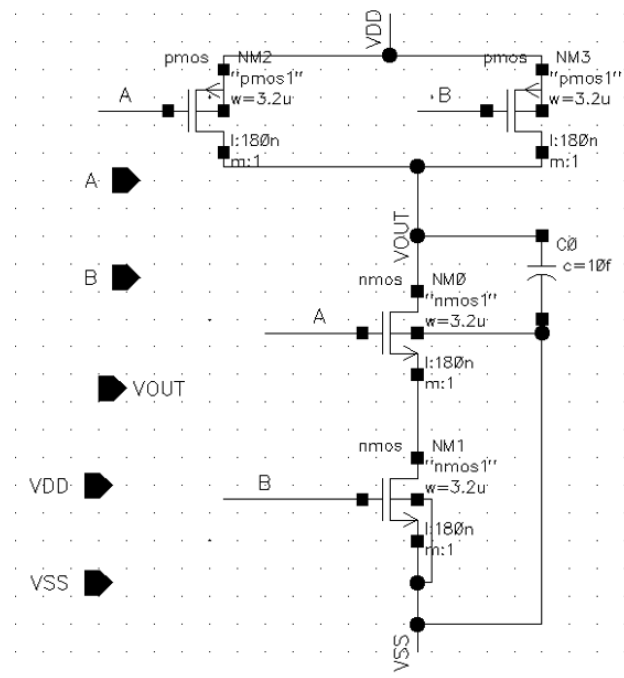 VDD
pmos NM2
"pmos1"
w=3.2u
l:180n
m:1
A
pmos NM3
"pmos1"
w=3.2u
l:180n
m:1
B
A
B
VOUT
VDD
VSS
VOUT
C0
c=10f
nmos NM0
"nmos1"
w=3.2u
l:180n
m:1
A
nmos NM1
"nmos1"
w=3.2u
l:180n
m:1
B
VSS